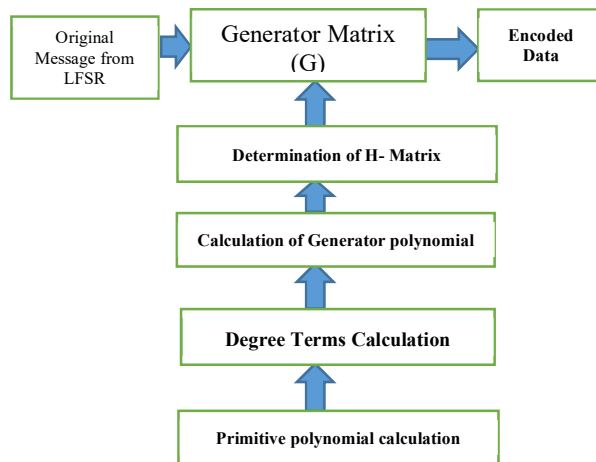 Original
Message from
LFSR
Generator Matrix
(G)
Encoded
Data
Determination of H- Matrix
Calculation of Generator polynomial
Degree Terms Calculation
Primitive polynomial calculation